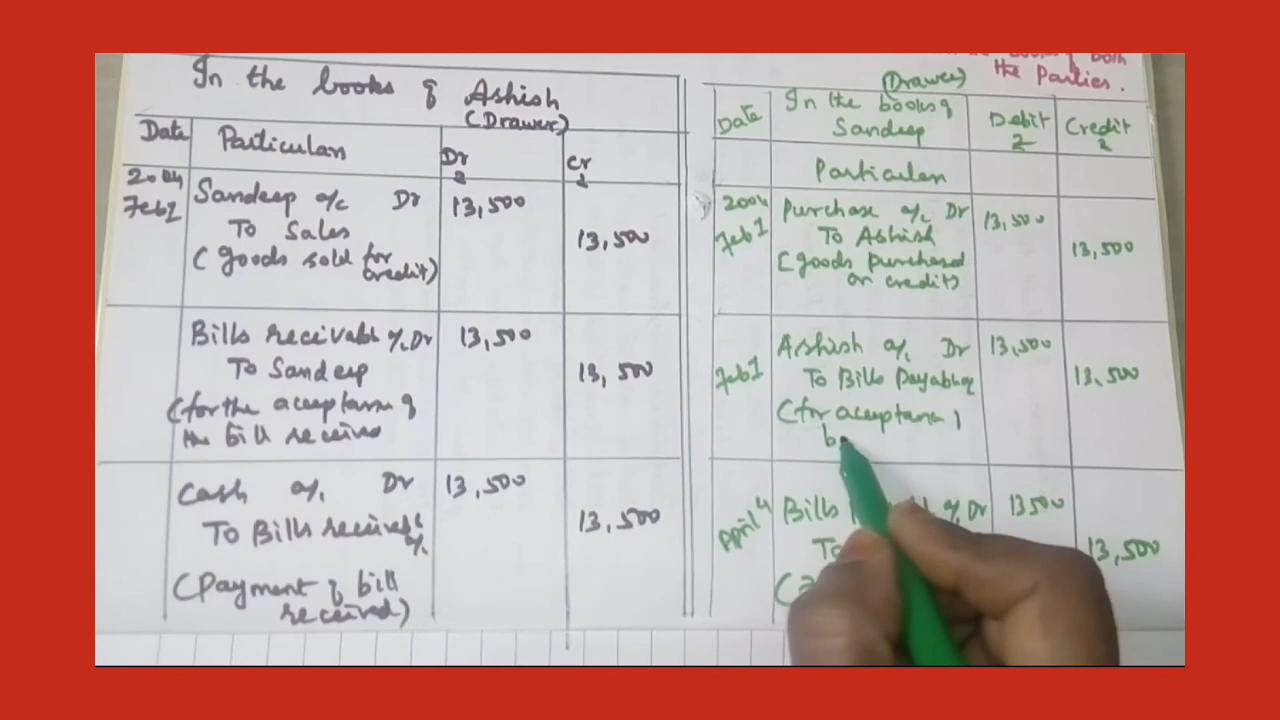 In the books of Ashish
(Drawer)
Date
Particulars
Dr
Cr
2004
Feb 1
Sandeep a/c Dr
13,500
To Sales
13,500
(goods sold for
credit)
Bills receivable a/c Dr
13,500
To Sandeep
13,500
(for the acceptance of
the bill received
Cash a/c Dr
13,500
To Bills received
a/c
13,500
(Payment of bill
received)
both
the Parties.
(Drawee)
Date
In the books of
Sandeep
Debit
Credit
Particulars
2004
Feb 1
Purchase a/c Dr
13,500
To Ashish
13,500
(goods purchased
on credit)
Feb 1
Ashish a/c Dr
13,500
To Bills Payable
13,500
(for acceptance
b
April 4
Bills a/c Dr
13500
To
13,500